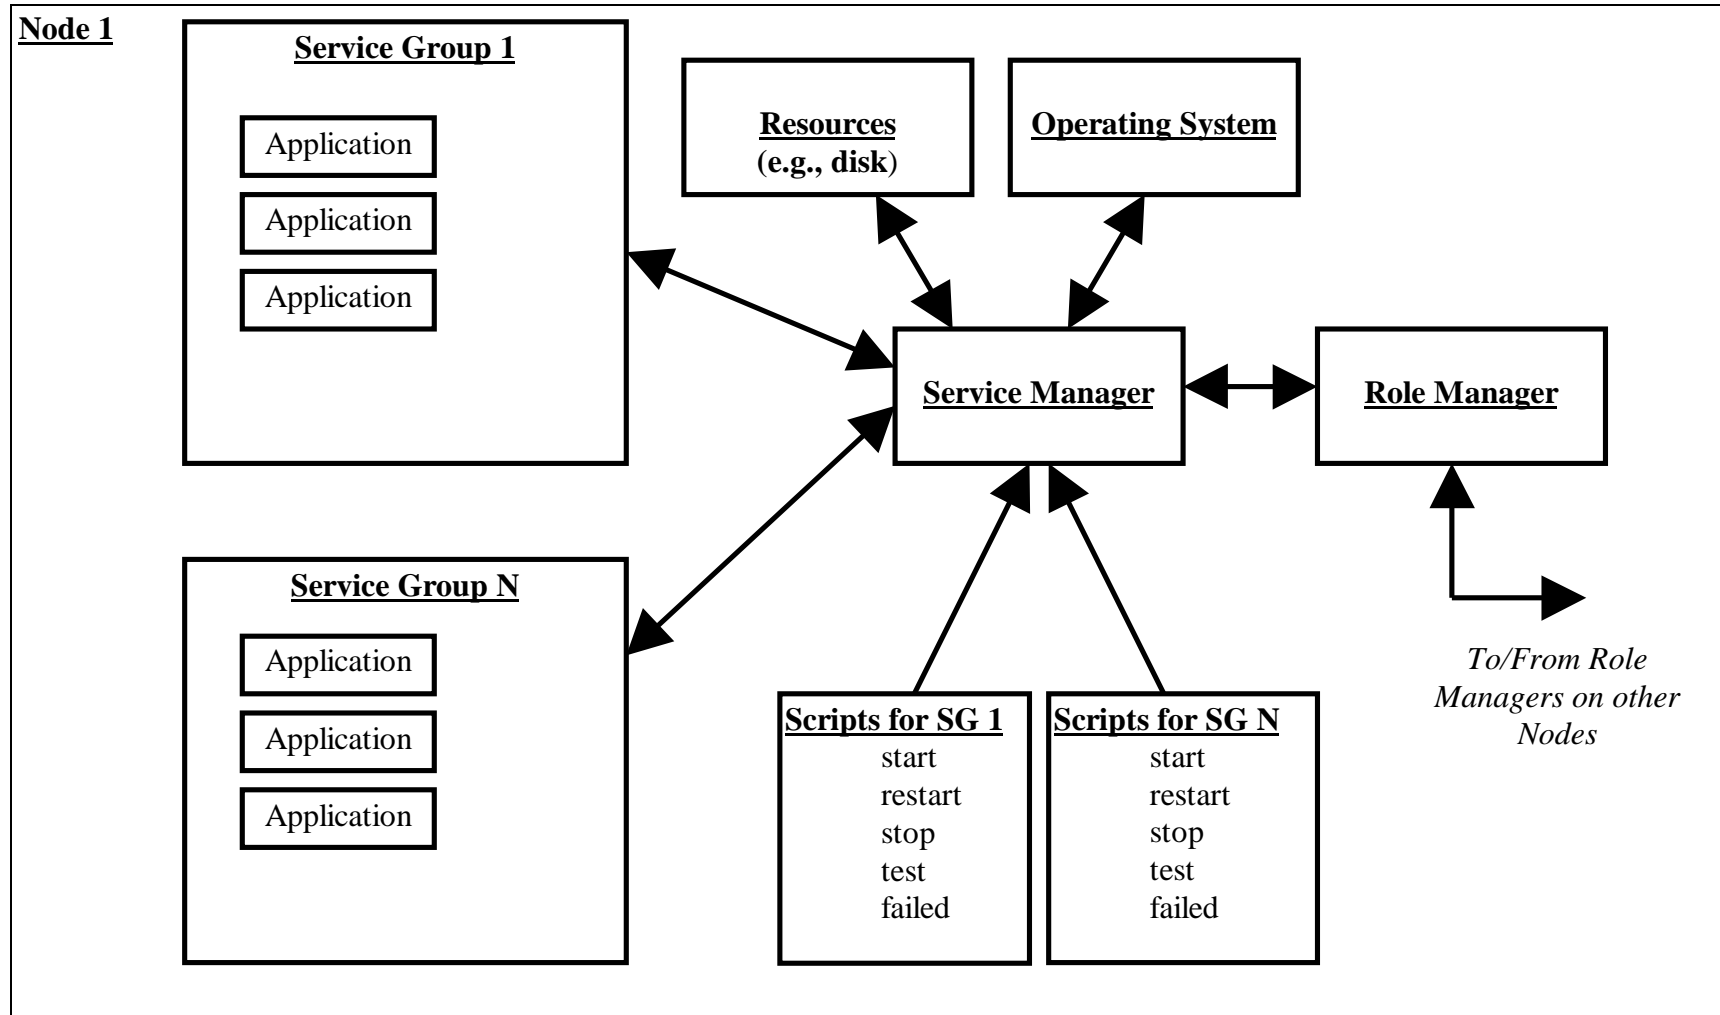 Node 1
Service Group 1
Application
Application
Application
Resources
(e.g., disk)
Operating System
Service Manager
Role Manager
Service Group N
Application
Application
Application
Scripts for SG 1
start
restart
stop
test
failed
Scripts for SG N
start
restart
stop
test
failed
To/From Role
Managers on other
Nodes